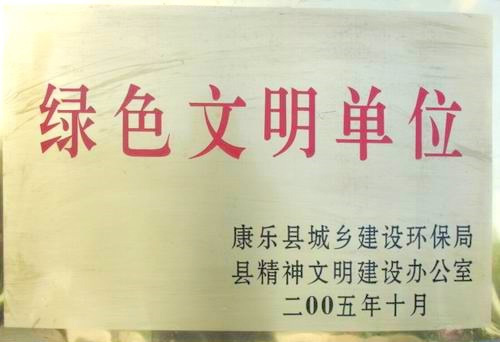 绿色文明单位
康乐县城乡建设环保局
县精神文明建设办公室
二00五年十月